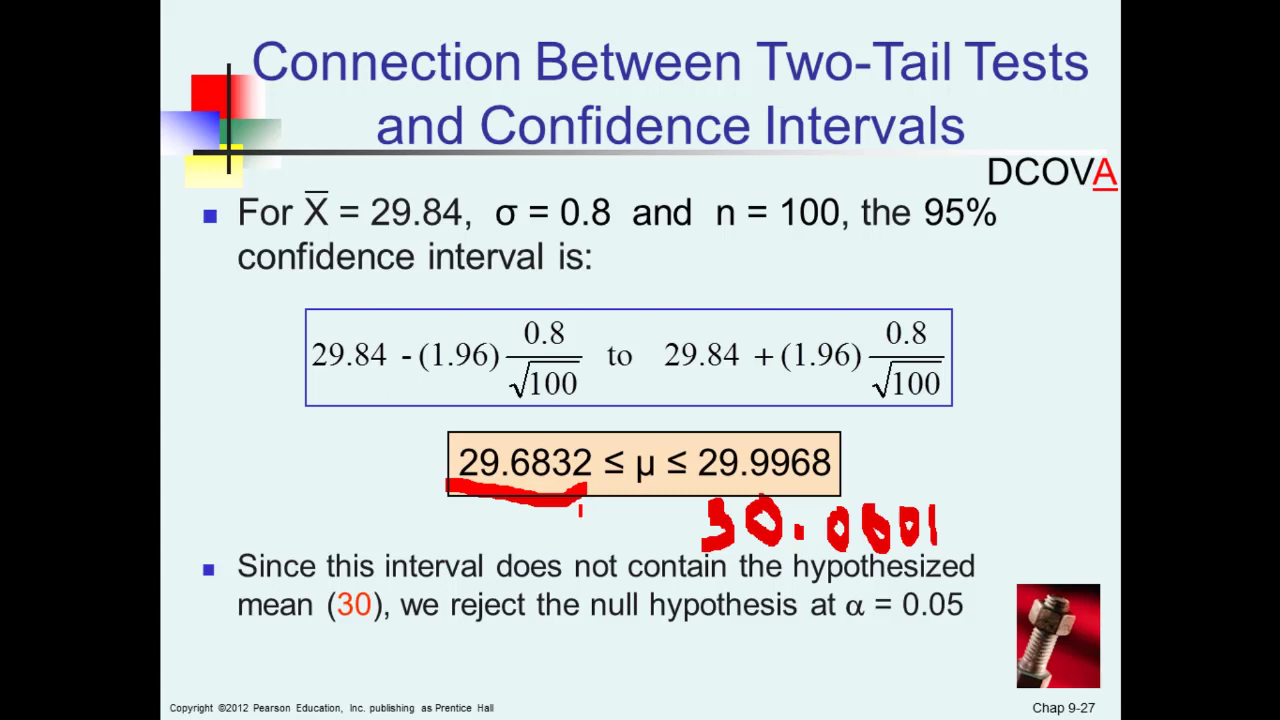 Connection Between Two-Tail Tests
and Confidence Intervals
DCOVA
For X̅ = 29.84, σ = 0.8 and n = 100, the 95%
confidence interval is:
29.84 - (1.96) 0.8/√100 to 29.84 + (1.96) 0.8/√100
29.6832 ≤ μ ≤ 29.9968
30.0001
Since this interval does not contain the hypothesized
mean (30), we reject the null hypothesis at α = 0.05
Copyright ©2012 Pearson Education, Inc. publishing as Prentice Hall
Chap 9-27